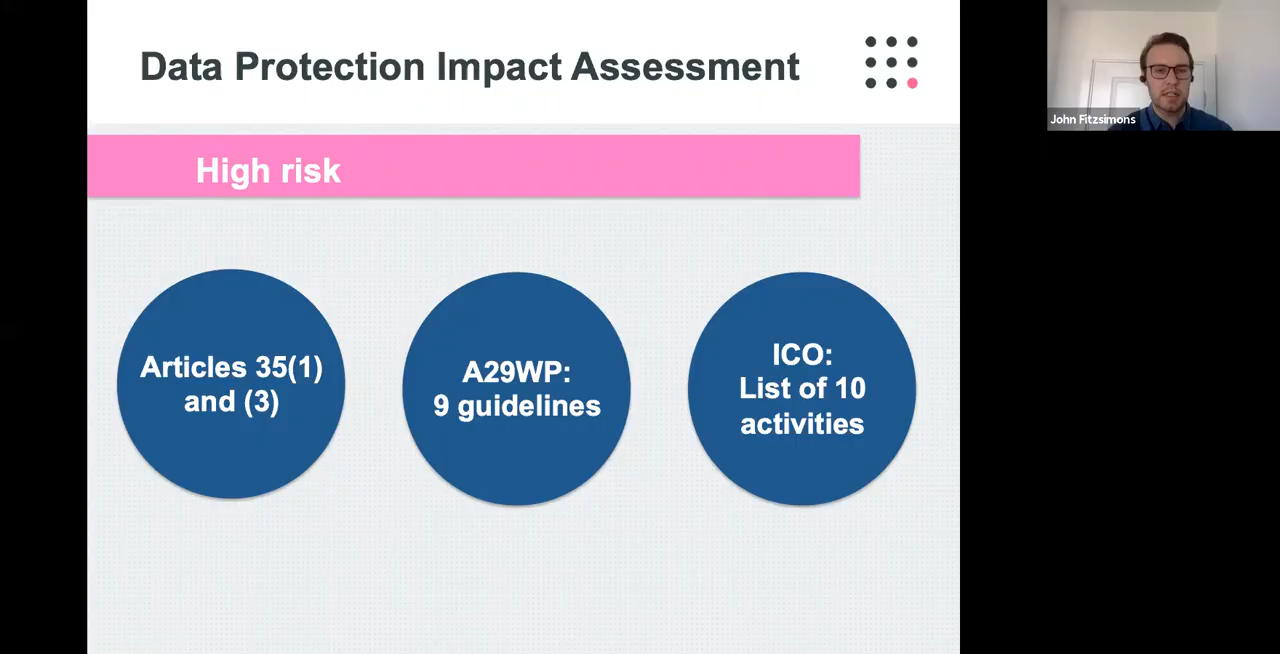 Data Protection Impact Assessment
John Fitzsimons
High risk
Articles 35(1)
and (3)
A29WP:
9 guidelines
ICO:
List of 10
activities